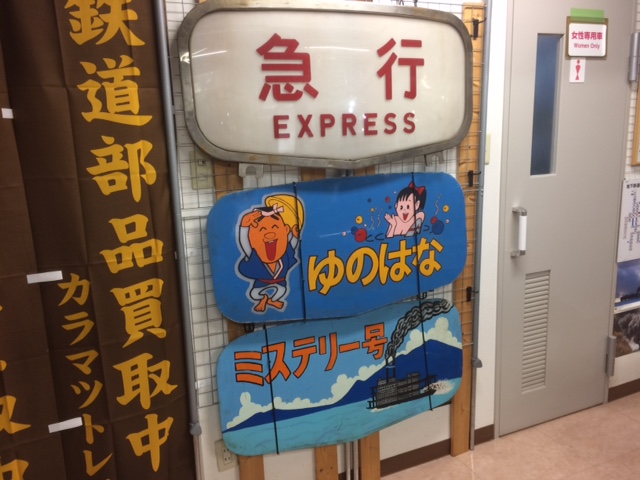 鉄道部品買取中
カラマツトレ
急 行
EXPRESS
ゆのはな
ミステリー号
女性専用車
Women Only